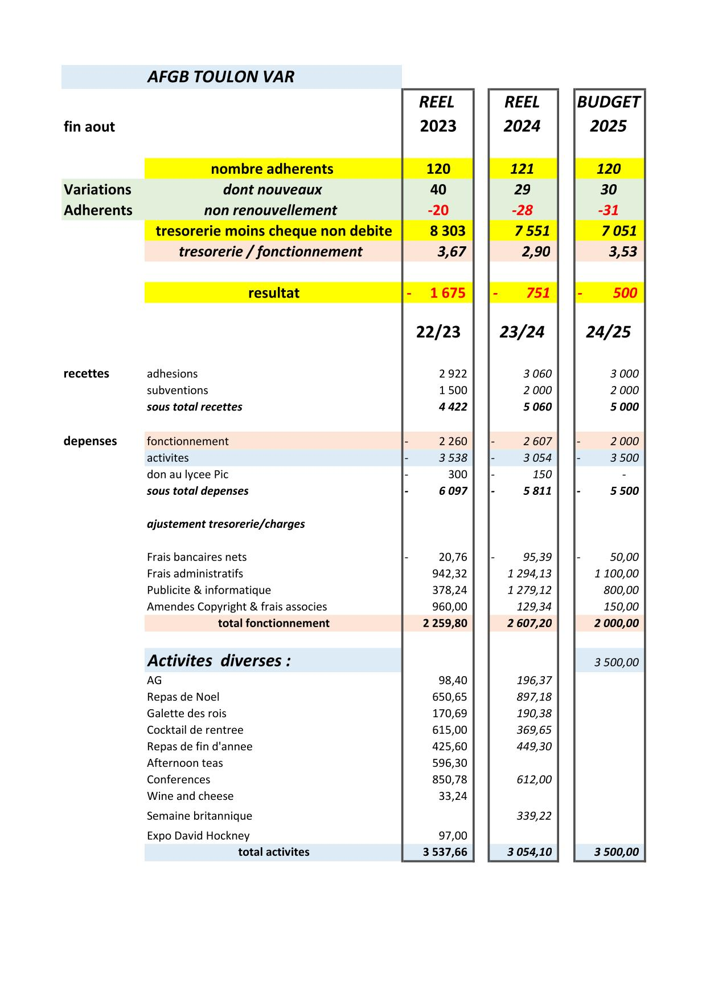 AFGB TOULON VAR
REEL REEL BUDGET
fin aout 2023 2024 2025
nombre adherents 120 121 120
Variations dont nouveaux 40 29 30
Adherents non renouvellement -20 -28 -31
tresorerie moins cheque non debite 8 303 7 551 7 051
tresorerie / fonctionnement 3,67 2,90 3,53
resultat - 1 675 - 751 - 500
22/23 23/24 24/25
recettes adhesions 2 922 3 060 3 000
subventions 1 500 2 000 2 000
sous total recettes 4 422 5 060 5 000
depenses fonctionnement - 2 260 - 2 607 - 2 000
activites - 3 538 - 3 054 - 3 500
don au lycee Pic - 300 - 150 -
sous total depenses - 6 097 - 5 811 - 5 500
ajustement tresorerie/charges
Frais bancaires nets - 20,76 - 95,39 - 50,00
Frais administratifs 942,32 1 294,13 1 100,00
Publicite & informatique 378,24 1 279,12 800,00
Amendes Copyright & frais associes 960,00 129,34 150,00
total fonctionnement 2 259,80 2 607,20 2 000,00
Activites diverses : 3 500,00
AG 98,40 196,37
Repas de Noel 650,65 897,18
Galette des rois 170,69 190,38
Cocktail de rentree 615,00 369,65
Repas de fin d'annee 425,60 449,30
Afternoon teas 596,30
Conferences 850,78 612,00
Wine and cheese 33,24
Semaine britannique 339,22
Expo David Hockney 97,00
total activites 3 537,66 3 054,10 3 500,00